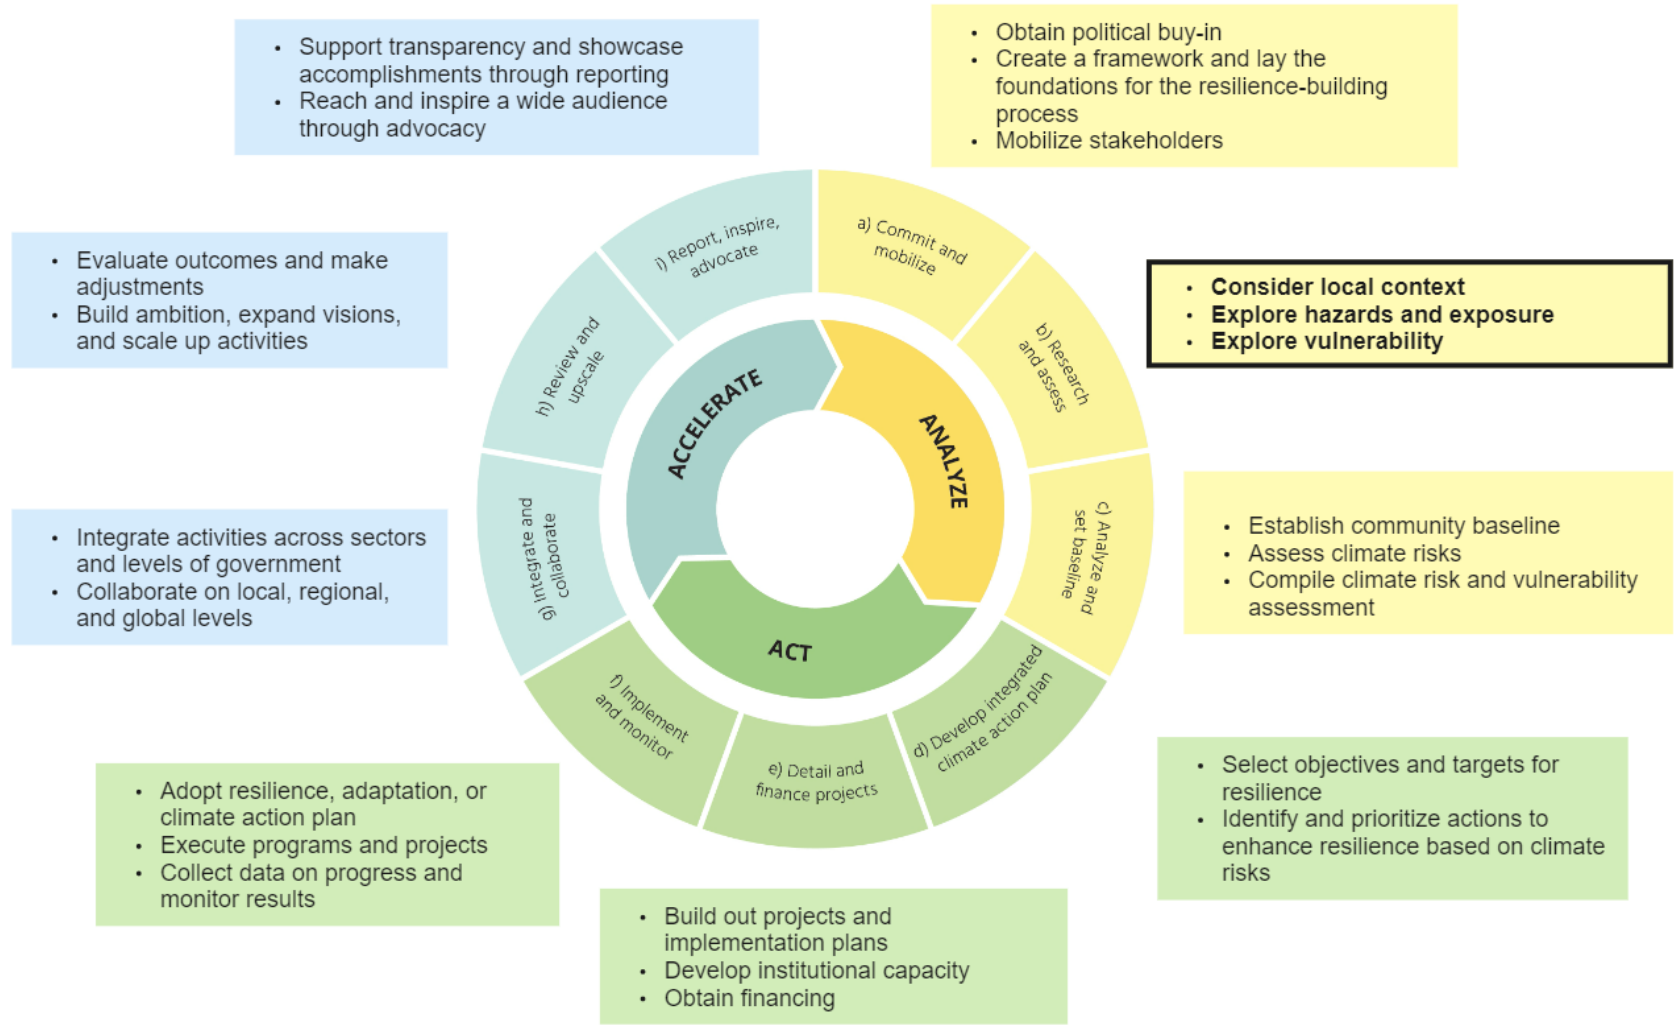 • Support transparency and showcase
accomplishments through reporting
• Reach and inspire a wide audience
through advocacy
• Obtain political buy-in
• Create a framework and lay the
foundations for the resilience-building
process
• Mobilize stakeholders
• Evaluate outcomes and make
adjustments
• Build ambition, expand visions,
and scale up activities
i) Report, inspire,
advocate
a) Commit and
mobilize
• Consider local context
• Explore hazards and exposure
• Explore vulnerability
h) Review and
upscale
b) Research
and assess
ACCELERATE
ANALYZE
ACT
• Integrate activities across sectors
and levels of government
• Collaborate on local, regional,
and global levels
g) Integrate and
collaborate
c) Analyze and
set baseline
• Establish community baseline
• Assess climate risks
• Compile climate risk and vulnerability
assessment
f) Implement
and monitor
e) Detail and
finance projects
d) Develop integrated
climate action plan
• Adopt resilience, adaptation, or
climate action plan
• Execute programs and projects
• Collect data on progress and
monitor results
• Select objectives and targets for
resilience
• Identify and prioritize actions to
enhance resilience based on climate
risks
• Build out projects and
implementation plans
• Develop institutional capacity
• Obtain financing